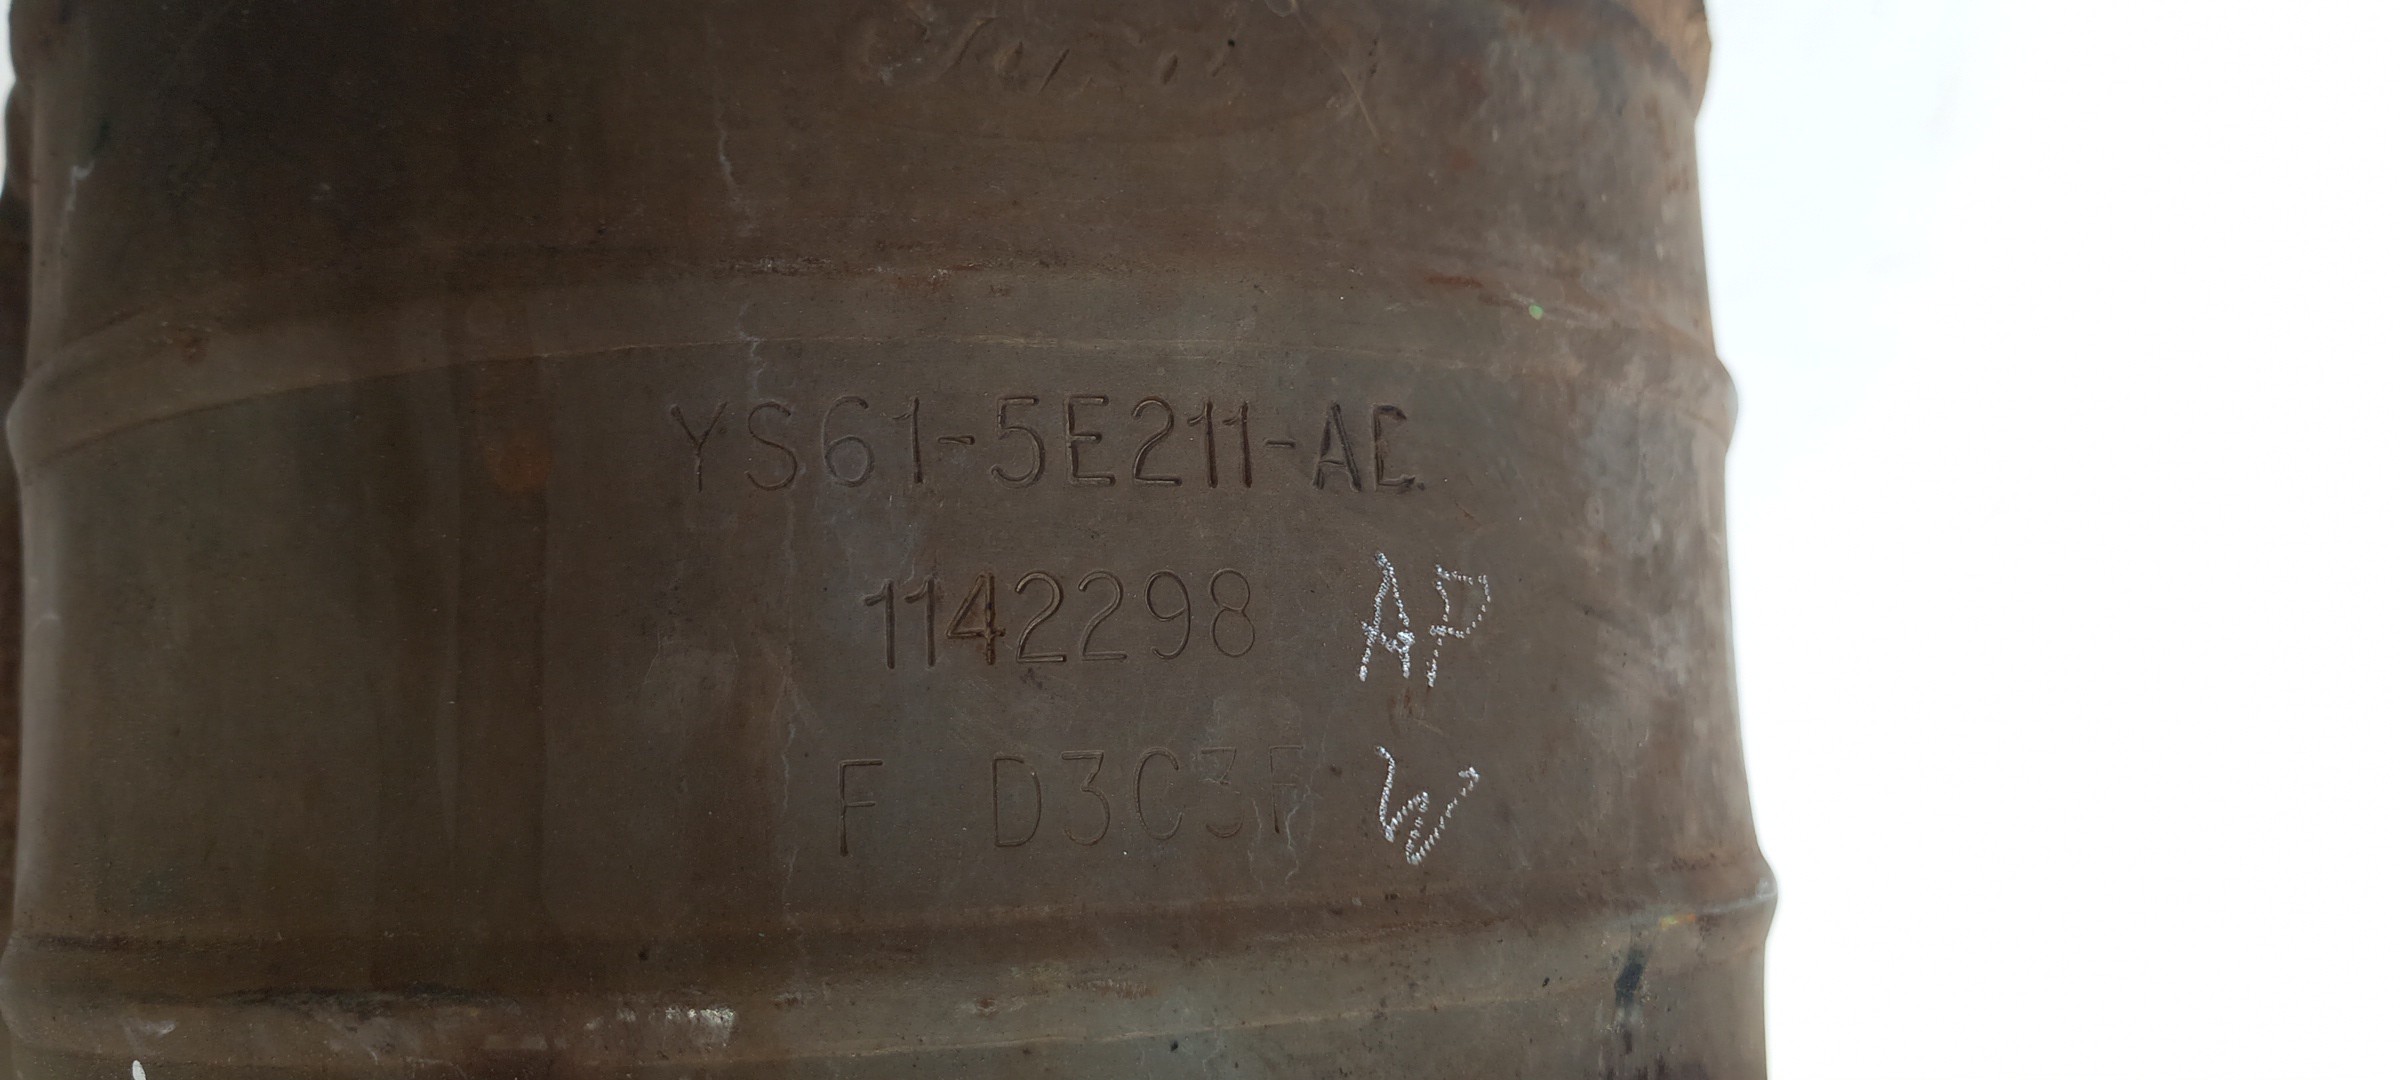 YS61-5E211-AC
1142298 AP
F D3C3F W